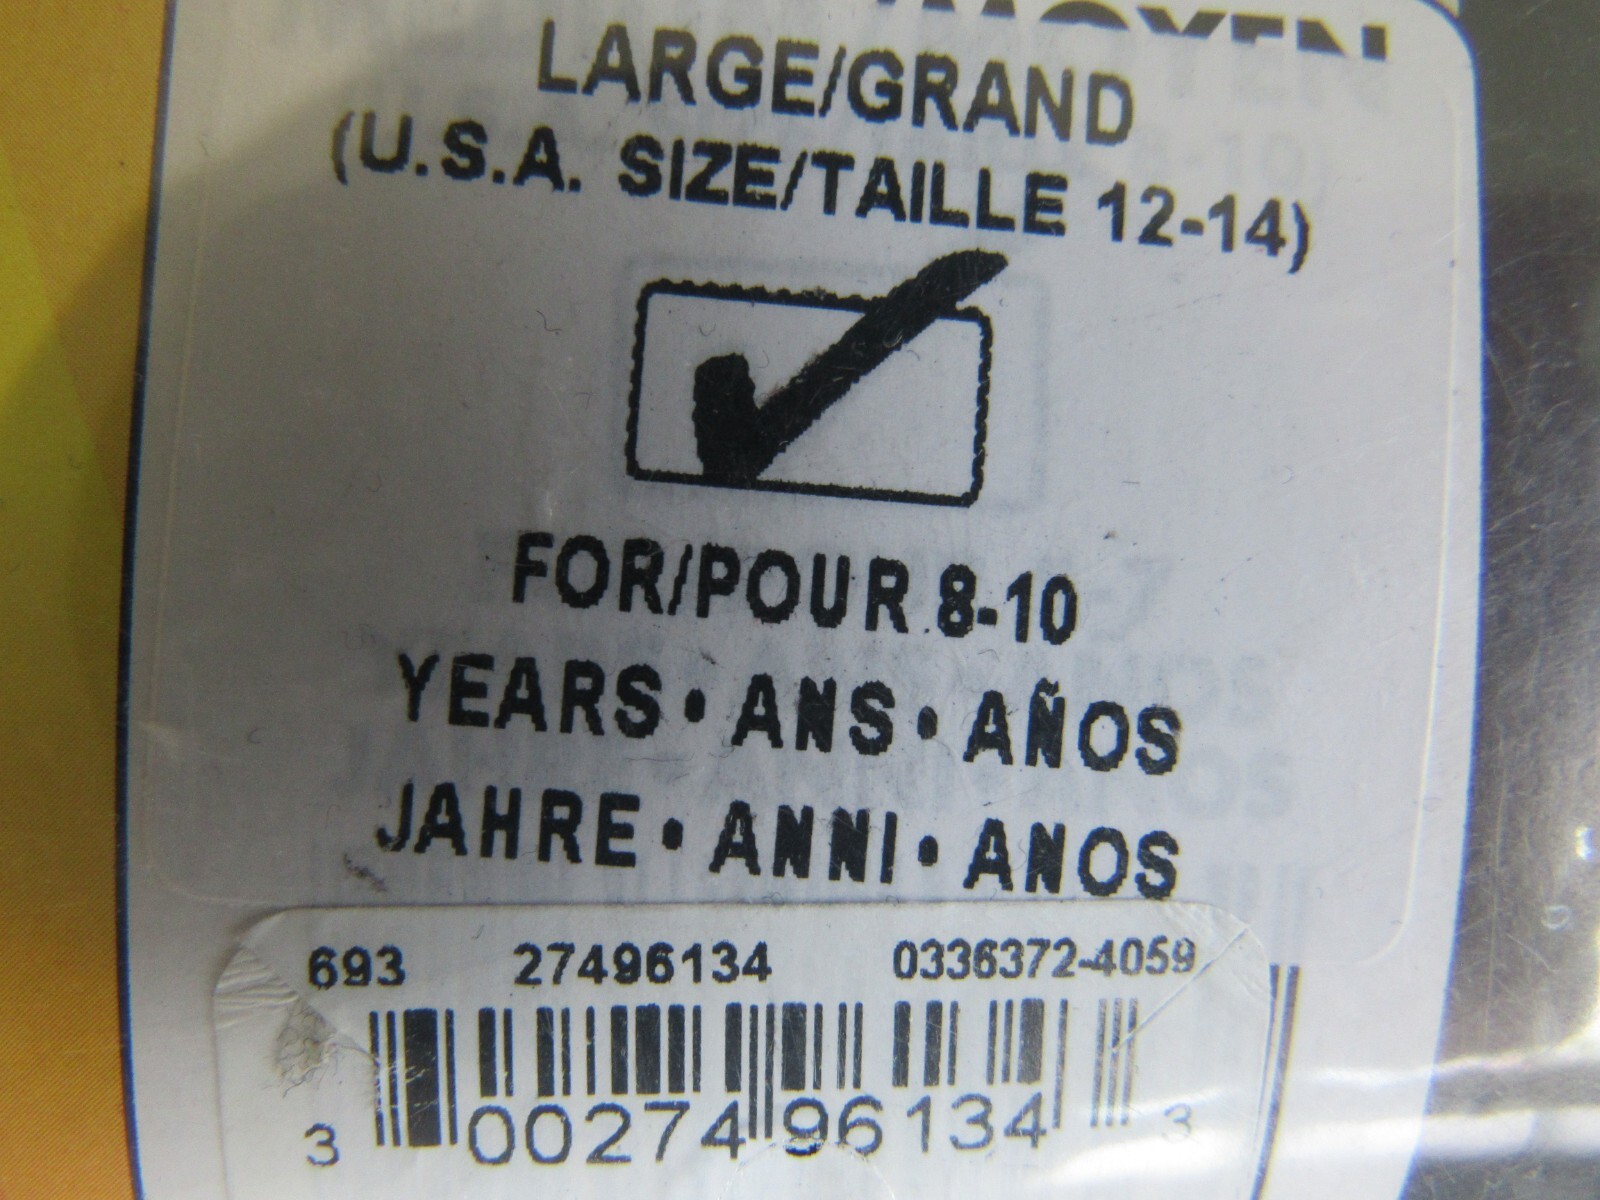 MOYEN
LARGE/GRAND
(U.S.A. SIZE/TAILLE 12-14)
FOR/POUR 8-10
YEARS • ANS • AÑOS
JAHRE • ANNI • ANOS
693 27496134 0336372-4059
3 00274 96134 3